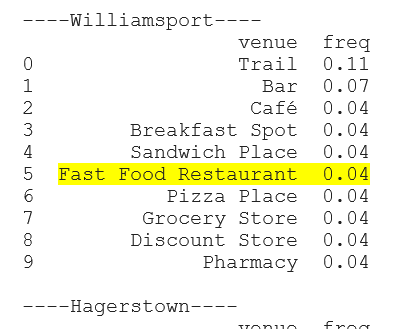 ----Williamsport----
venue freq
0 Trail 0.11
1 Bar 0.07
2 Café 0.04
3 Breakfast Spot 0.04
4 Sandwich Place 0.04
5 Fast Food Restaurant 0.04
6 Pizza Place 0.04
7 Grocery Store 0.04
8 Discount Store 0.04
9 Pharmacy 0.04
----Hagerstown----
venue freq